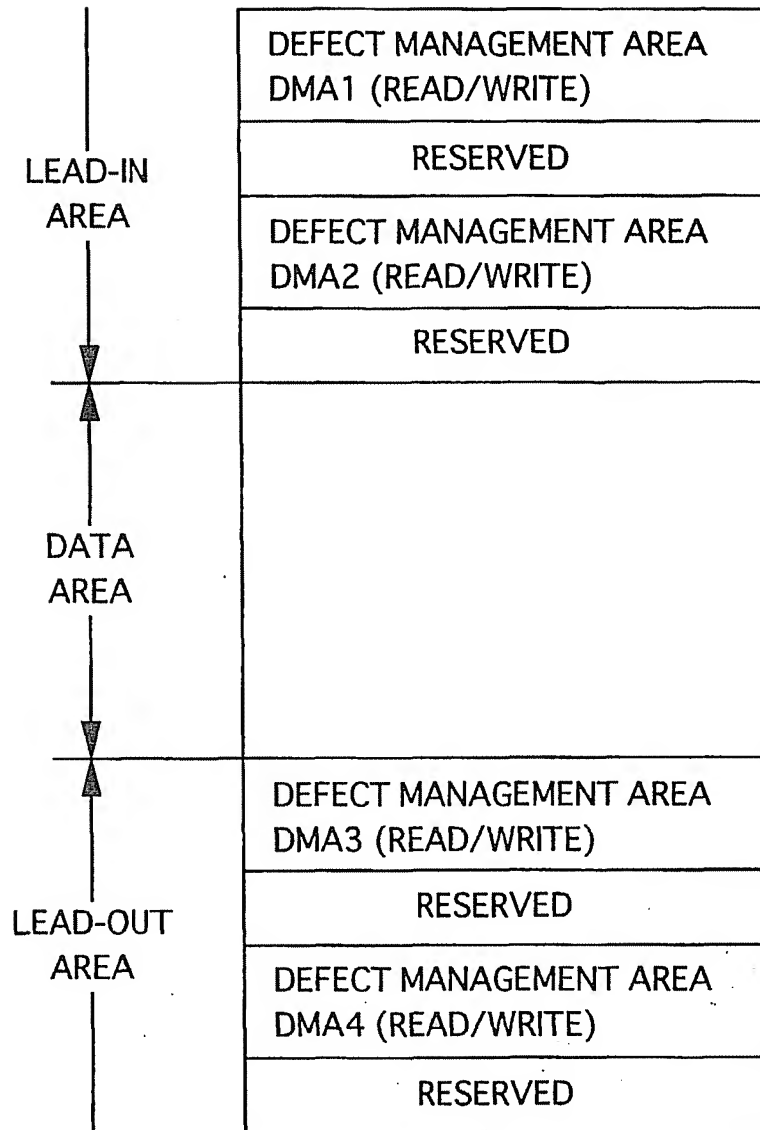 DEFECT MANAGEMENT AREA
DMA1 (READ/WRITE)
RESERVED
LEAD-IN
AREA
DEFECT MANAGEMENT AREA
DMA2 (READ/WRITE)
RESERVED
DATA
AREA
DEFECT MANAGEMENT AREA
DMA3 (READ/WRITE)
RESERVED
LEAD-OUT
AREA
DEFECT MANAGEMENT AREA
DMA4 (READ/WRITE)
RESERVED